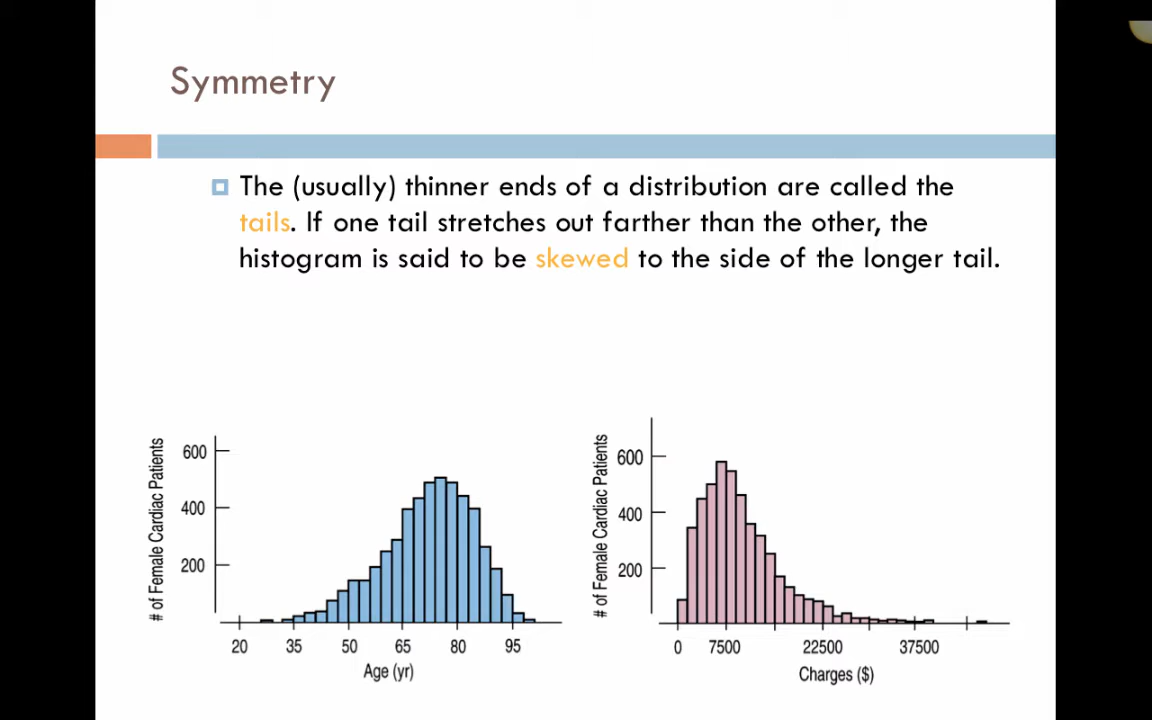 Symmetry
The (usually) thinner ends of a distribution are called the
tails. If one tail stretches out farther than the other, the
histogram is said to be skewed to the side of the longer tail.
# of Female Cardiac Patients
600
400
200
20 35 50 65 80 95
Age (yr)
# of Female Cardiac Patients
600
400
200
0 7500 22500 37500
Charges ($)